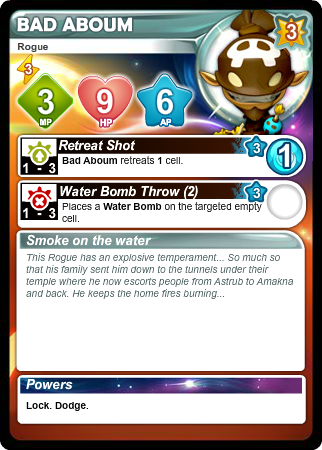 BAD ABOUM
3
Rogue
3
3
MP
9
HP
6
AP
Retreat Shot
3
1
1 - 3
Bad Aboum retreats 1 cell.
Water Bomb Throw (2)
3
1 - 3
Places a Water Bomb on the targeted empty
cell.
Smoke on the water
This Rogue has an explosive temperament... So much so
that his family sent him down to the tunnels under their
temple where he now escorts people from Astrub to Amakna
and back. He keeps the home fires burning...
Powers
Lock. Dodge.